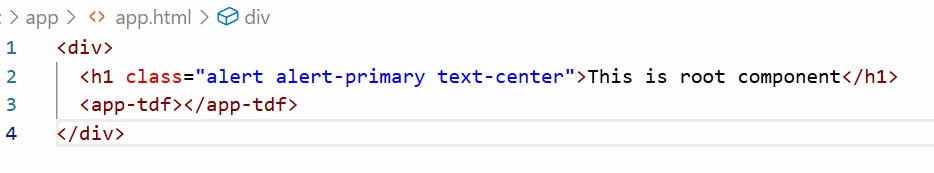 : > app > <> app.html > div
1 <div>
2 <h1 class="alert alert-primary text-center">This is root component</h1>
3 <app-tdf></app-tdf>
4 </div>